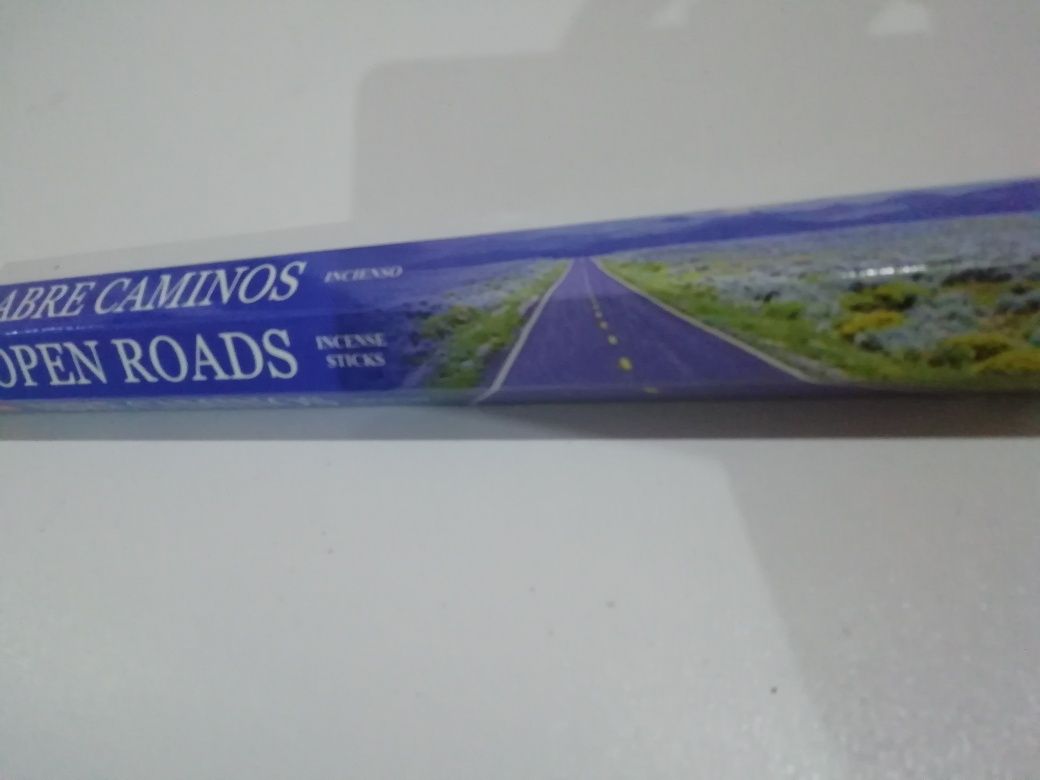 ABRE CAMINOS
INCIENSO
OPEN ROADS
INCENSE
STICKS